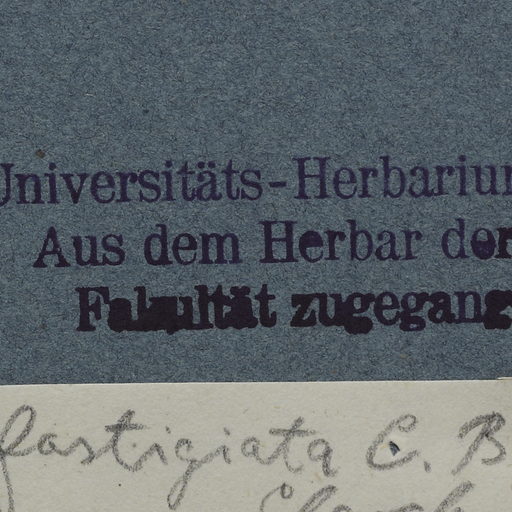 Universitäts-Herbarium
Aus dem Herbar der
Fakultät zugegang
fastigiata C. B